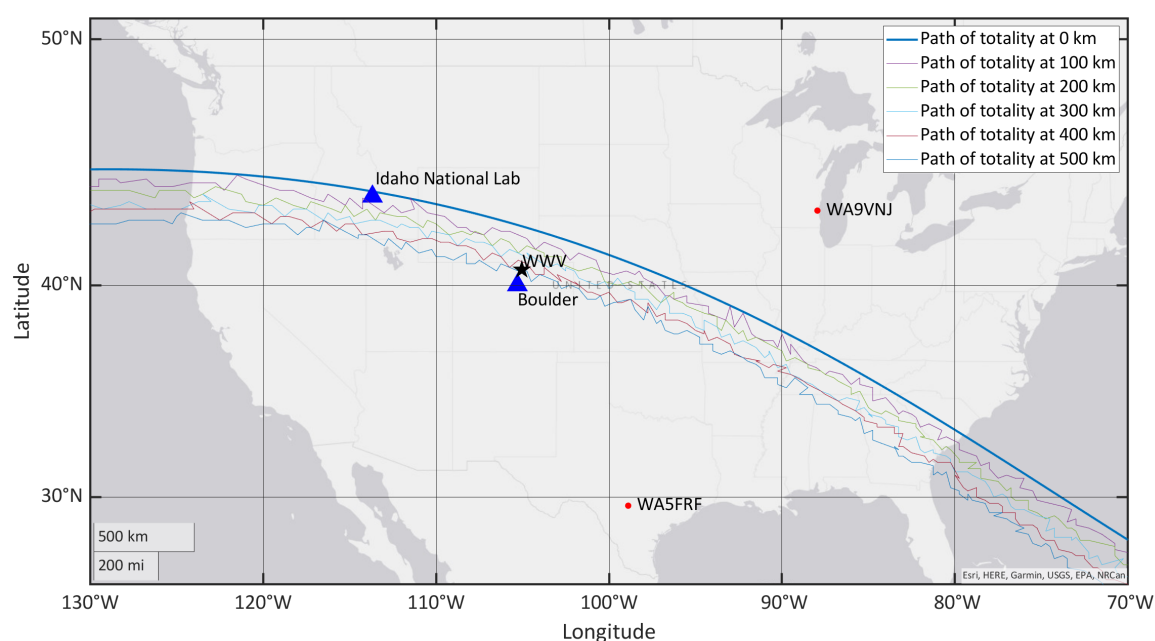 50°N
40°N
30°N
Latitude
Path of totality at 0 km
Path of totality at 100 km
Path of totality at 200 km
Path of totality at 300 km
Path of totality at 400 km
Path of totality at 500 km
Idaho National Lab
WA9VNJ
WWV
UNITED STATES
Boulder
WA5FRF
500 km
200 mi
Esri, HERE, Garmin, USGS, EPA, NRCan
130°W 120°W 110°W 100°W 90°W 80°W 70°W
Longitude